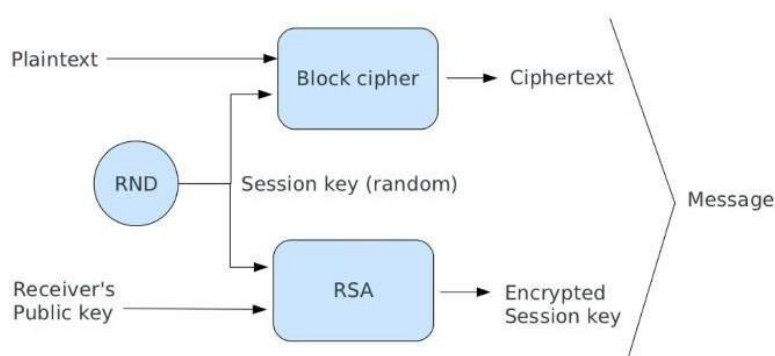 Plaintext
Block cipher
Ciphertext
RND
Session key (random)
Message
Receiver's
Public key
RSA
Encrypted
Session key